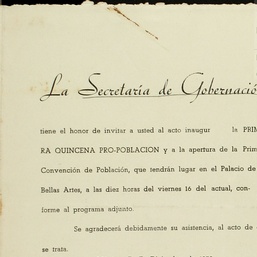 La Secretaría de Gobernació
tiene el honor de invitar a usted al acto inaugur la PRIM
RA QUINCENA PRO-POBLACION y a la apertura de la Prim
Convención de Población, que tendrán lugar en el Palacio de
Bellas Artes, a las diez horas del viernes 16 del actual, con-
forme al programa adjunto.
Se agradecerá debidamente su asistencia, al acto de
se trata.